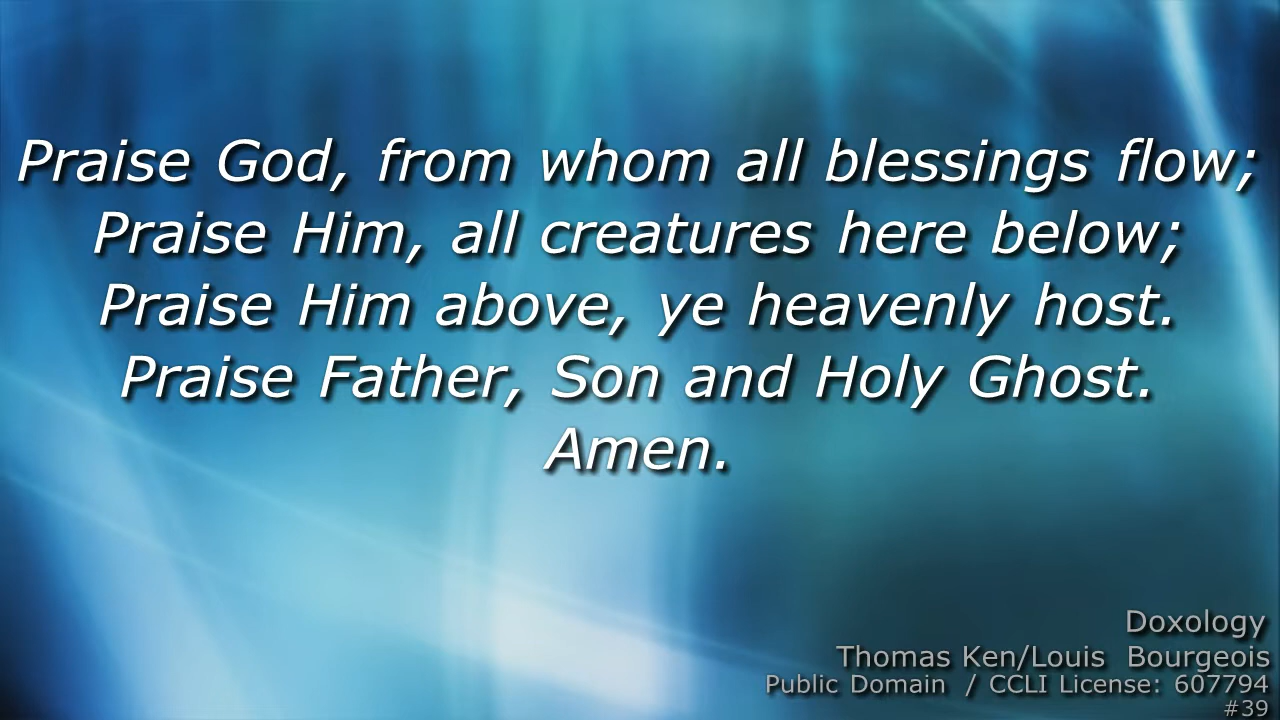 Praise God, from whom all blessings flow;
Praise Him, all creatures here below;
Praise Him above, ye heavenly host.
Praise Father, Son and Holy Ghost.
Amen.
Doxology
Thomas Ken/Louis Bourgeois
Public Domain / CCLI License: 607794
#39